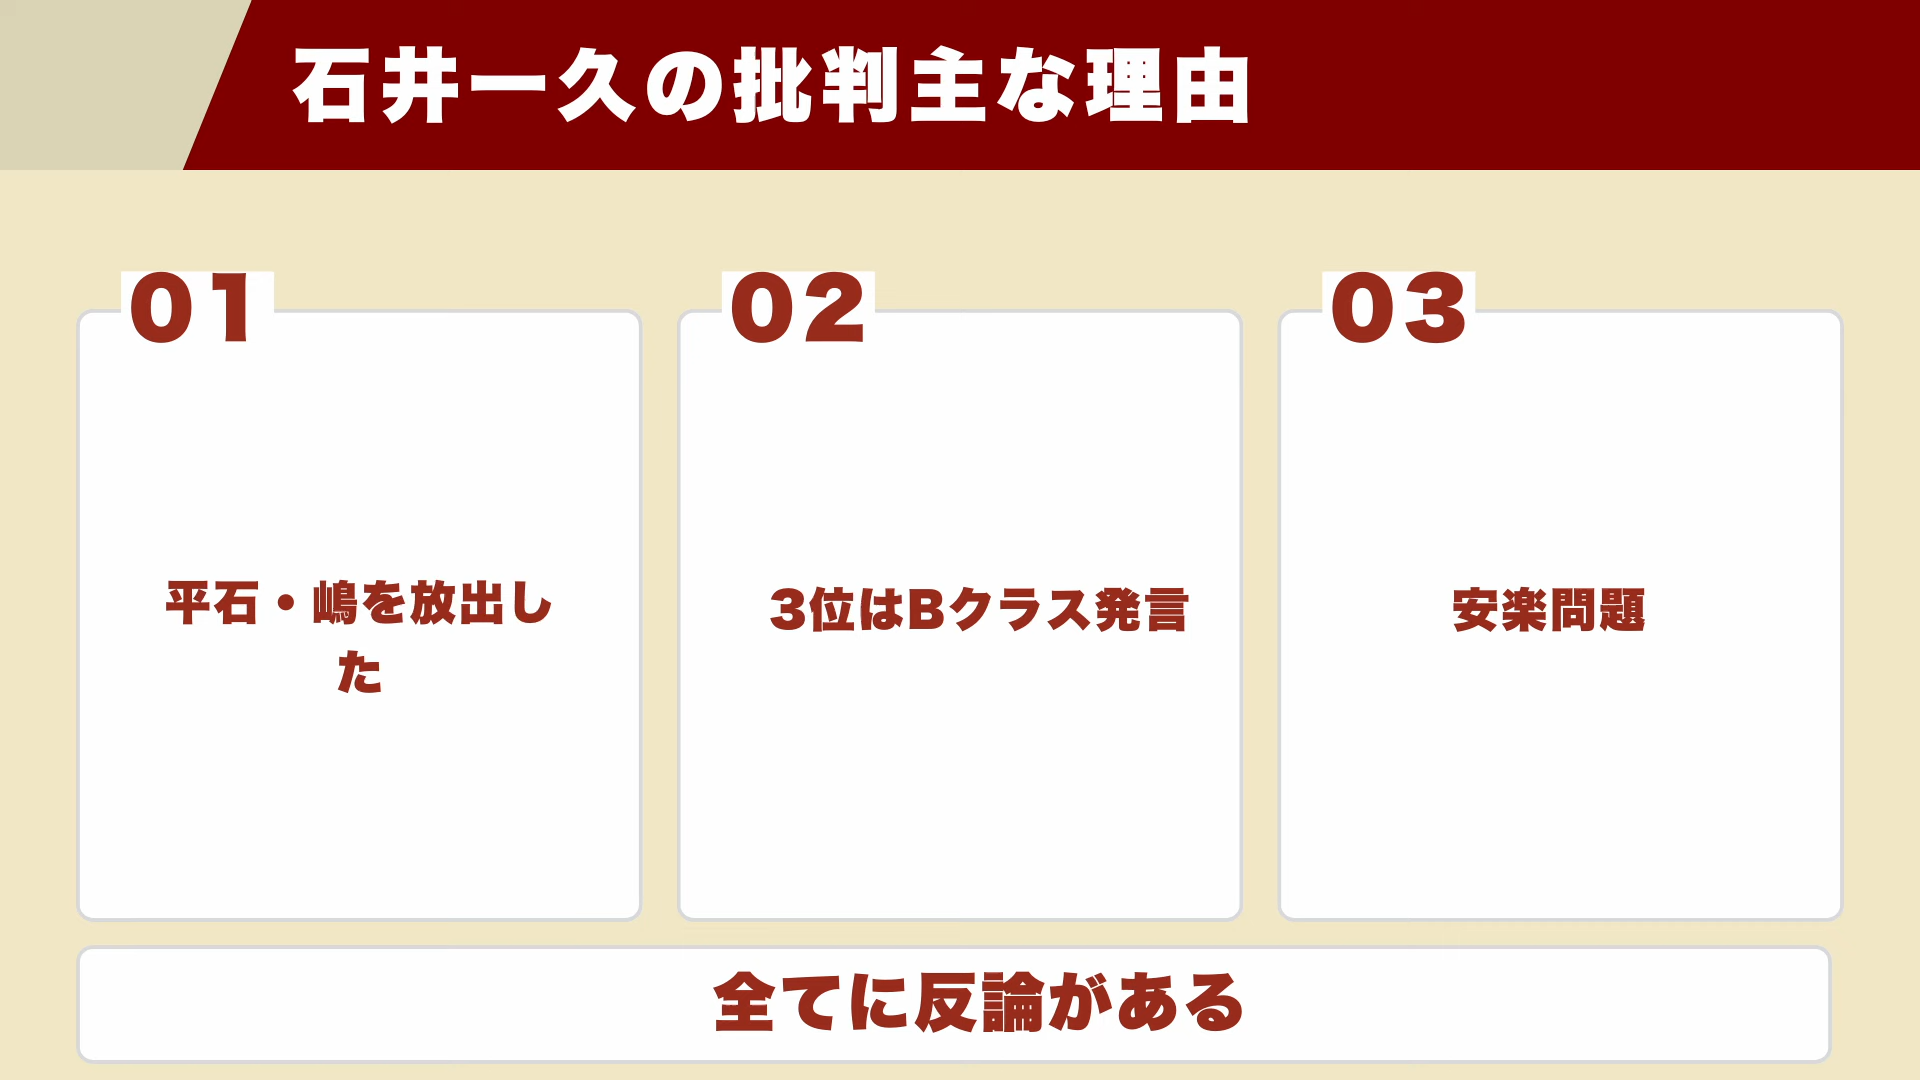 石井一久の批判主な理由
01
平石・嶋を放出し
た
02
3位はBクラス発言
03
安楽問題
全てに反論がある